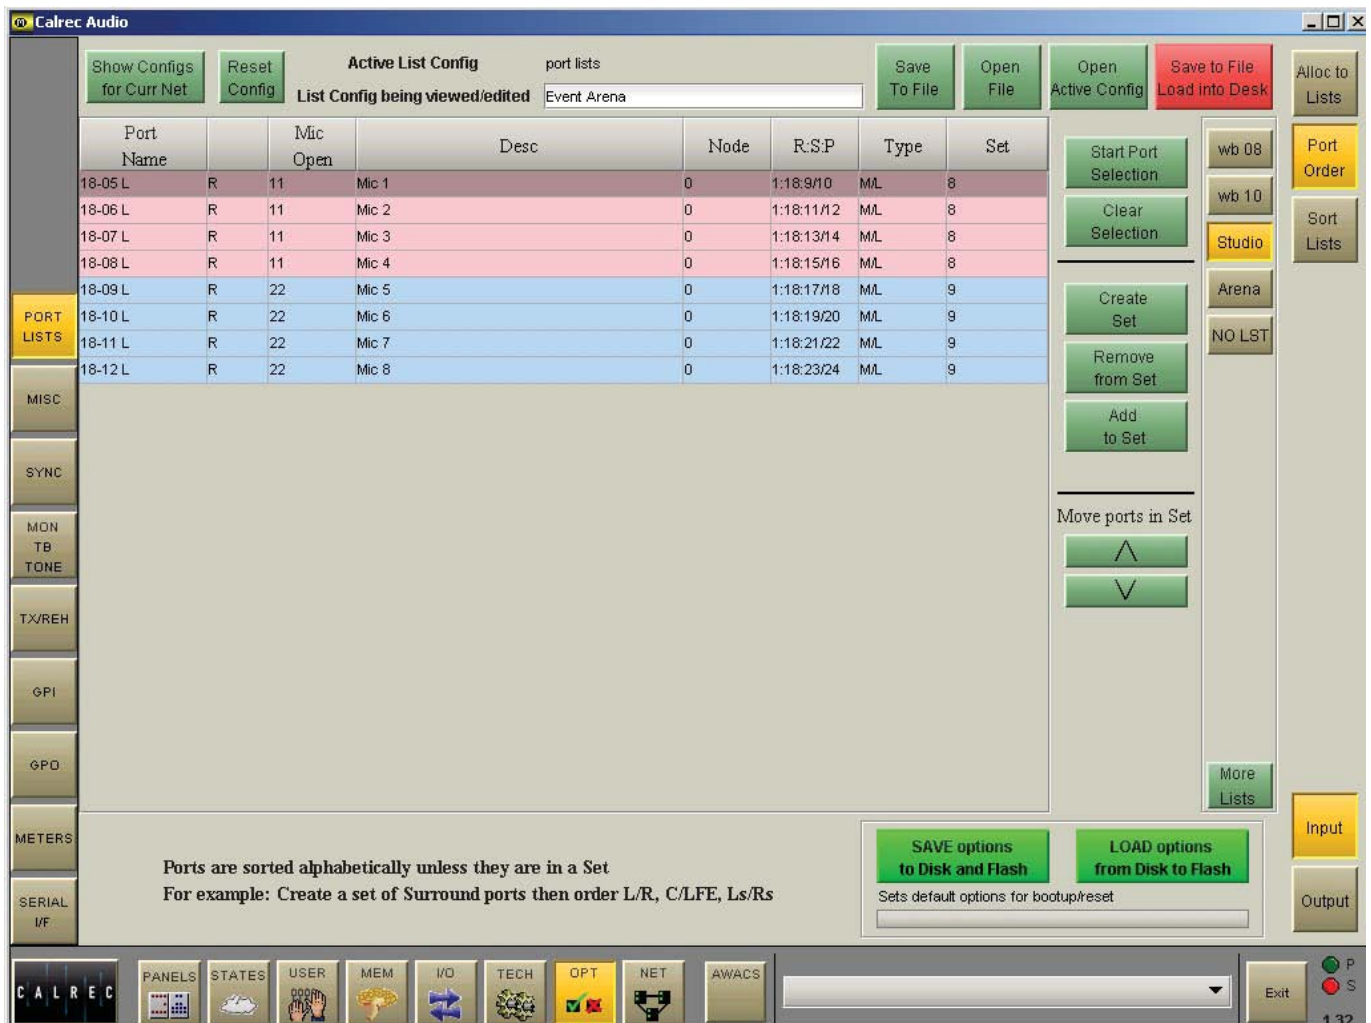 Calrec Audio
Show Configs
for Curr Net
Reset
Config
Active List Config port lists
List Config being viewed/edited Event Arena
Save
To File
Open
File
Open
Active Config
Save to File
Load into Desk
Alloc to
Lists
Port
Order
Sort
Lists
Port
Name
Mic
Open
Desc
Node
R:S:P
Type
Set
18-05 L R 11 Mic 1 0 1:18:9/10 M/L 8
18-06 L R 11 Mic 2 0 1:18:11/12 M/L 8
18-07 L R 11 Mic 3 0 1:18:13/14 M/L 8
18-08 L R 11 Mic 4 0 1:18:15/16 M/L 8
18-09 L R 22 Mic 5 0 1:18:17/18 M/L 9
18-10 L R 22 Mic 6 0 1:18:19/20 M/L 9
18-11 L R 22 Mic 7 0 1:18:21/22 M/L 9
18-12 L R 22 Mic 8 0 1:18:23/24 M/L 9
Start Port
Selection
Clear
Selection
Create
Set
Remove
from Set
Add
to Set
Move ports in Set
wb 08
wb 10
Studio
Arena
NO LST
More
Lists
Input
Output
PORT
LISTS
MISC
SYNC
MON
TB
TONE
TX/REH
GPI
GPO
METERS
SERIAL
I/F
Ports are sorted alphabetically unless they are in a Set
For example: Create a set of Surround ports then order L/R, C/LFE, Ls/Rs
SAVE options
to Disk and Flash
LOAD options
from Disk to Flash
Sets default options for bootup/reset
CALREC
PANELS
STATES
USER
MEM
I/O
TECH
OPT
NET
AWACS
Exit
P
S
1.32